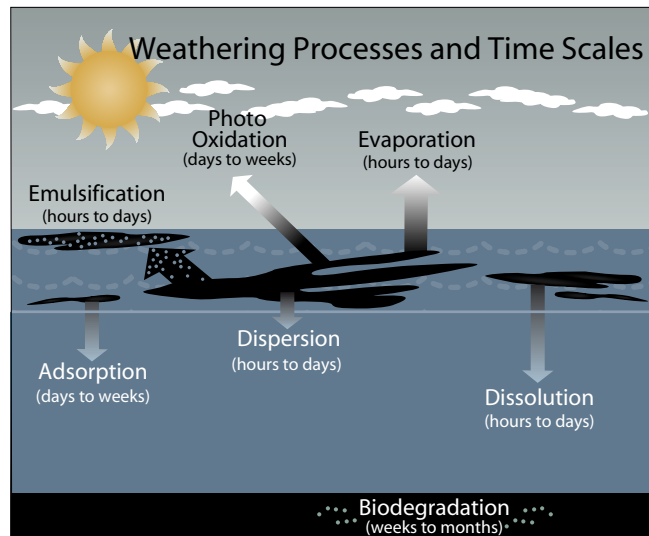 Weathering Processes and Time Scales
Photo
Oxidation
(days to weeks)
Evaporation
(hours to days)
Emulsification
(hours to days)
Dispersion
(hours to days)
Adsorption
(days to weeks)
Dissolution
(hours to days)
Biodegradation
(weeks to months)